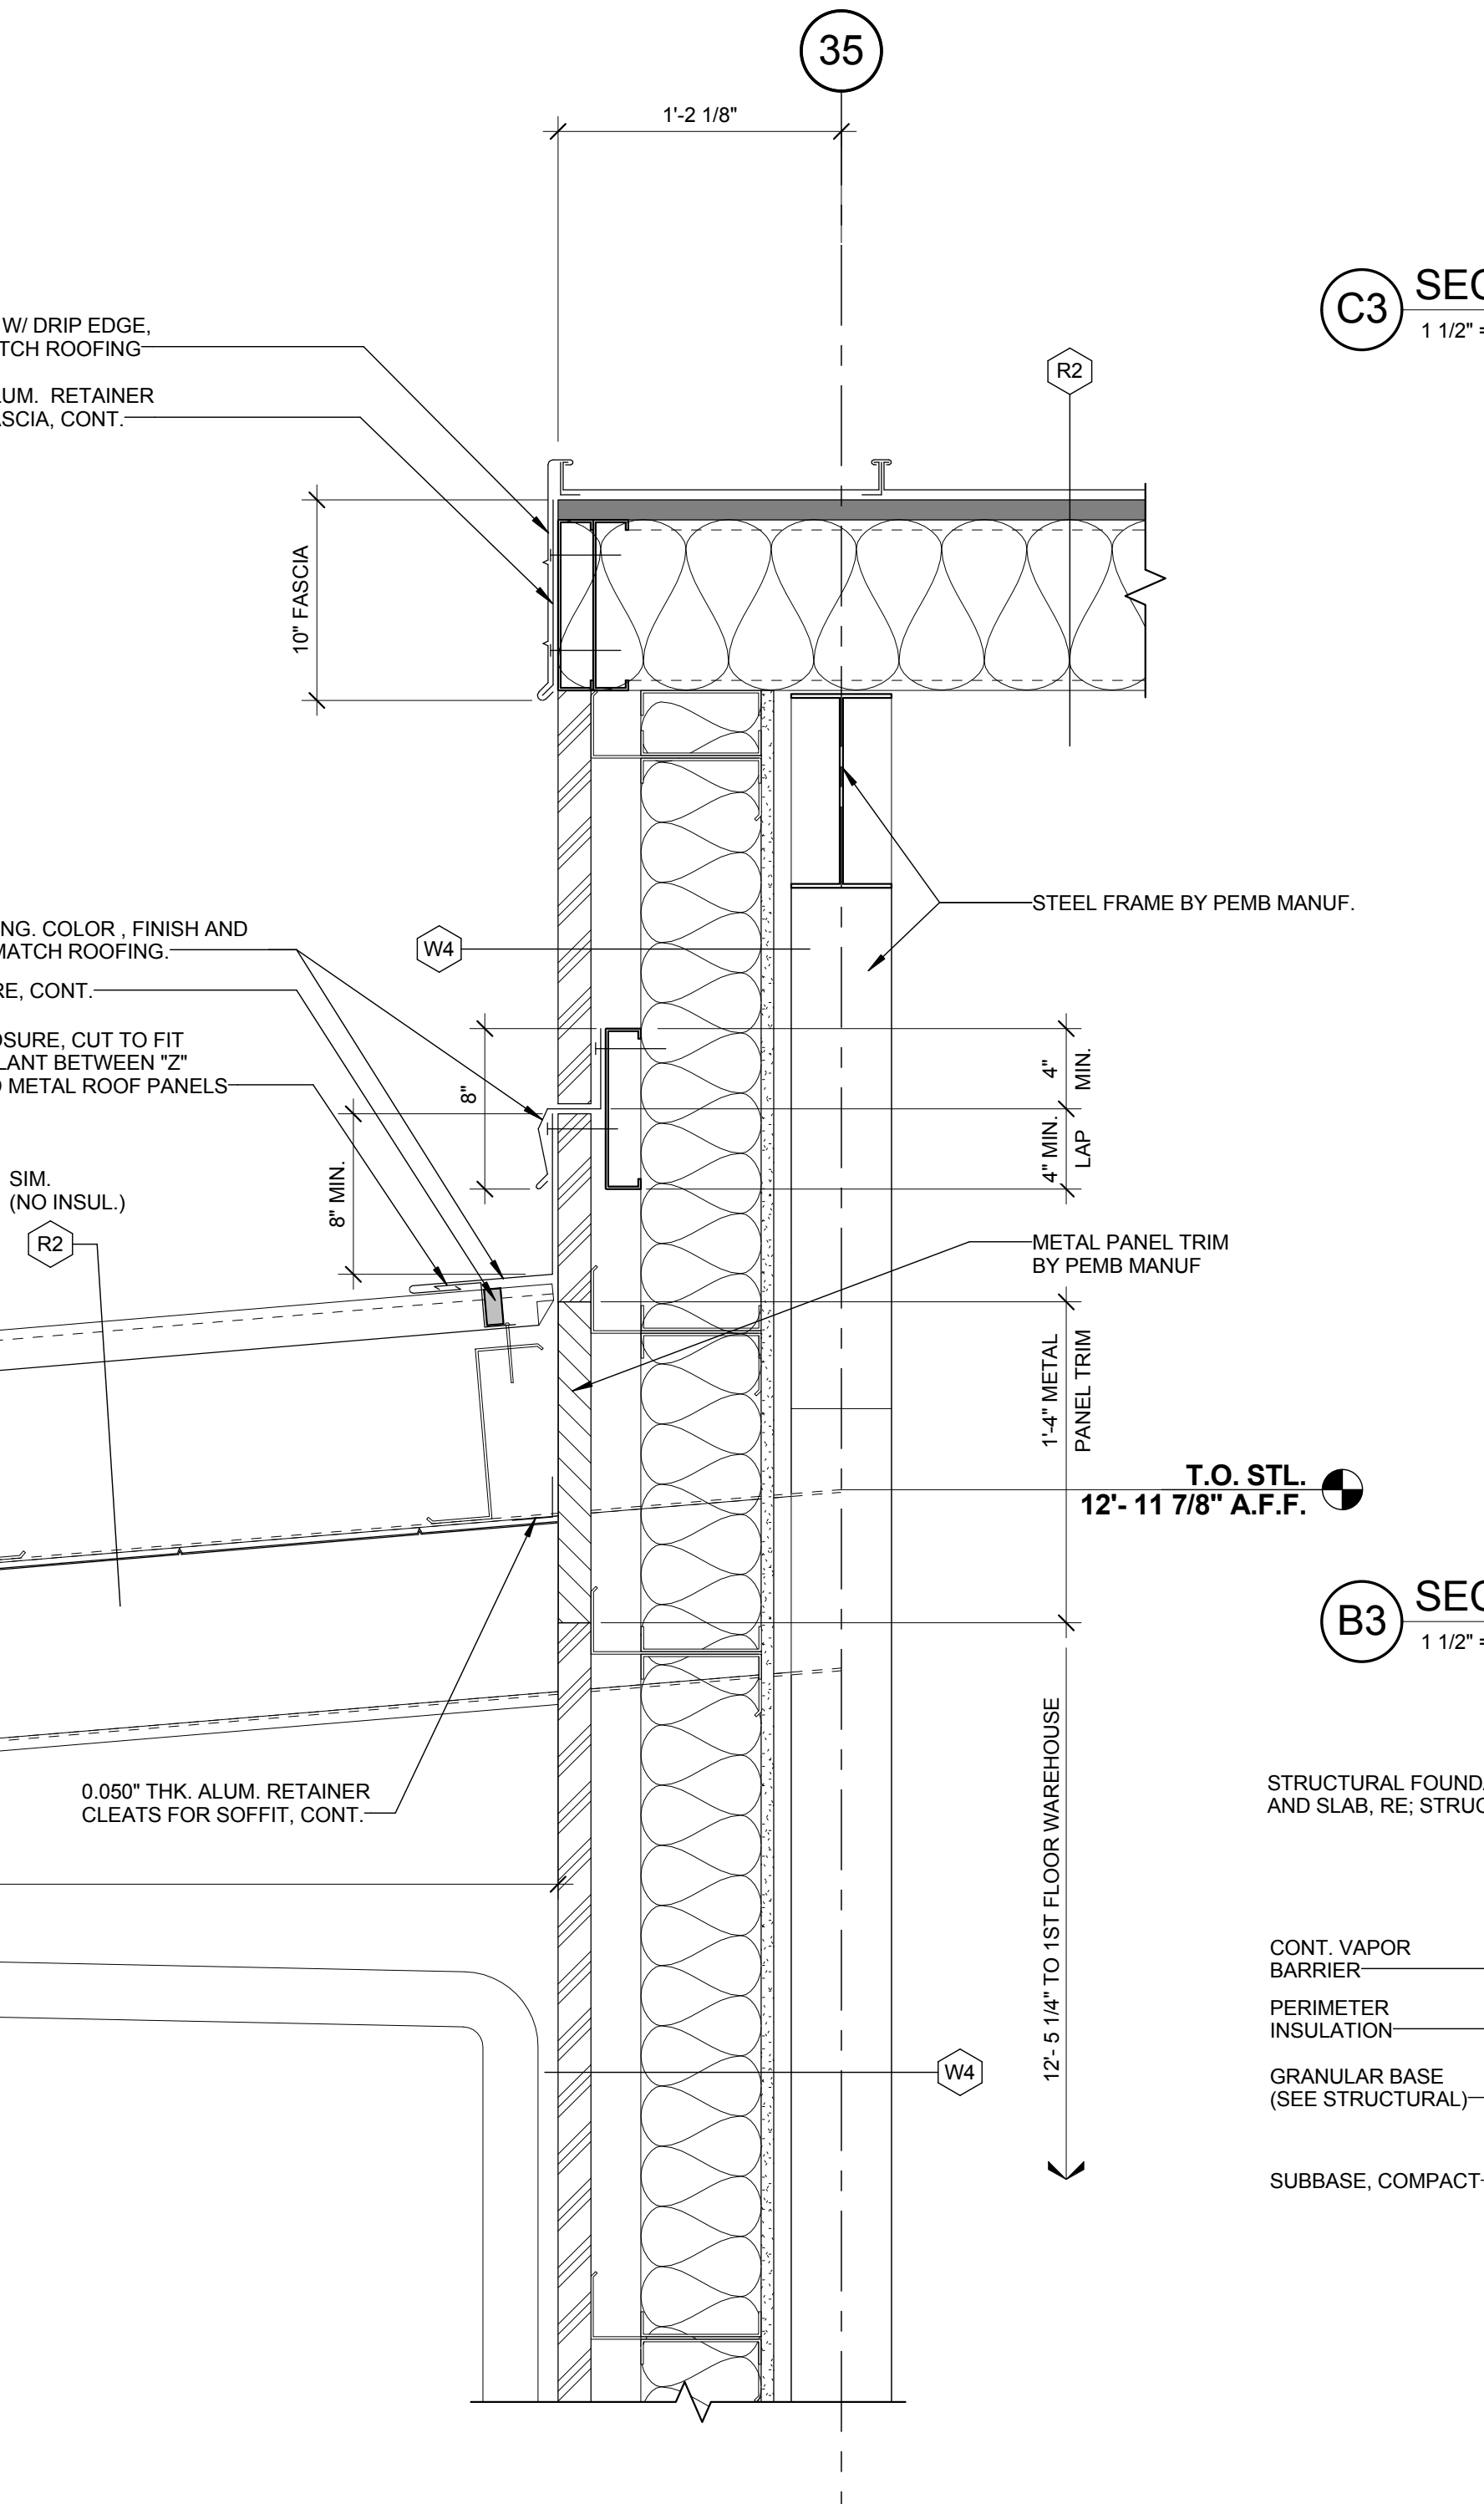 35
1'-2 1/8"
C3
SEC
1 1/2" =
W/ DRIP EDGE,
TCH ROOFING
R2
LUM. RETAINER
ASCIA, CONT.
10" FASCIA
STEEL FRAME BY PEMB MANUF.
NG. COLOR , FINISH AND
MATCH ROOFING.
W4
RE, CONT.
OSURE, CUT TO FIT
LANT BETWEEN "Z"
D METAL ROOF PANELS
8"
4"
MIN.
4" MIN.
LAP
8" MIN.
SIM.
(NO INSUL.)
R2
METAL PANEL TRIM
BY PEMB MANUF
1'-4" METAL
PANEL TRIM
T.O. STL.
12'- 11 7/8" A.F.F.
B3
SEC
1 1/2" =
0.050" THK. ALUM. RETAINER
CLEATS FOR SOFFIT, CONT.
12'- 5 1/4" TO 1ST FLOOR WAREHOUSE
STRUCTURAL FOUNDA
AND SLAB, RE; STRUC
CONT. VAPOR
BARRIER
PERIMETER
INSULATION
W4
GRANULAR BASE
(SEE STRUCTURAL)
SUBBASE, COMPACT